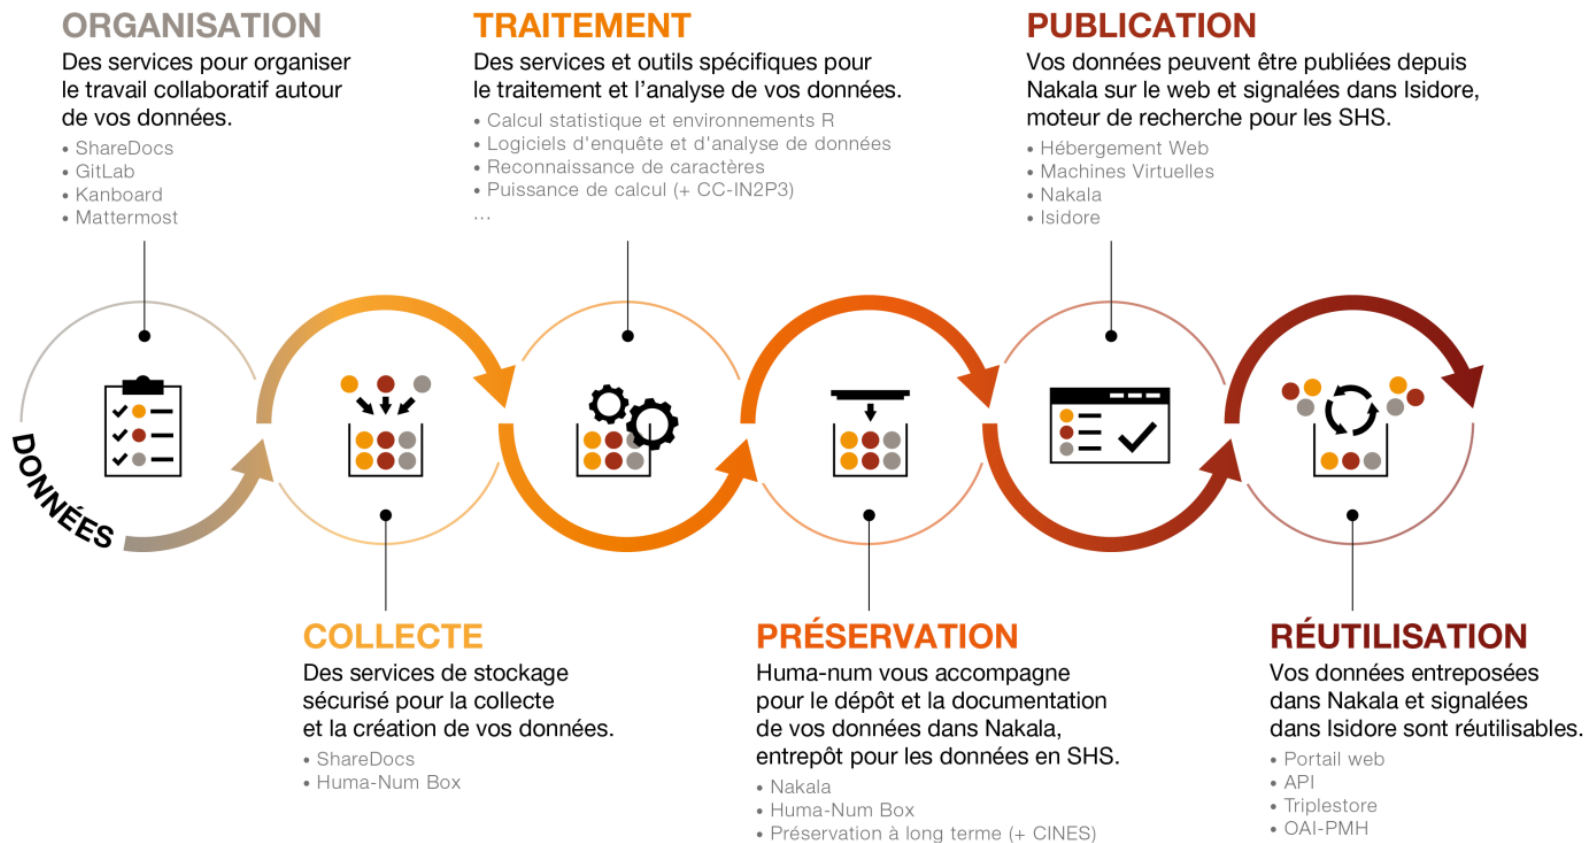 ORGANISATION
Des services pour organiser
le travail collaboratif autour
de vos données.
• ShareDocs
• GitLab
• Kanboard
• Mattermost
TRAITEMENT
Des services et outils spécifiques pour
le traitement et l'analyse de vos données.
• Calcul statistique et environnements R
• Logiciels d'enquête et d'analyse de données
• Reconnaissance de caractères
• Puissance de calcul (+ CC-IN2P3)
...
PUBLICATION
Vos données peuvent être publiées depuis
Nakala sur le web et signalées dans Isidore,
moteur de recherche pour les SHS.
• Hébergement Web
• Machines Virtuelles
• Nakala
• Isidore
DONNÉES
COLLECTE
Des services de stockage
sécurisé pour la collecte
et la création de vos données.
• ShareDocs
• Huma-Num Box
PRÉSERVATION
Huma-num vous accompagne
pour le dépôt et la documentation
de vos données dans Nakala,
entrepôt pour les données en SHS.
• Nakala
• Huma-Num Box
• Préservation à long terme (+ CINES)
RÉUTILISATION
Vos données entreposées
dans Nakala et signalées
dans Isidore sont réutilisables.
• Portail web
• API
• Triplestore
• OAI-PMH